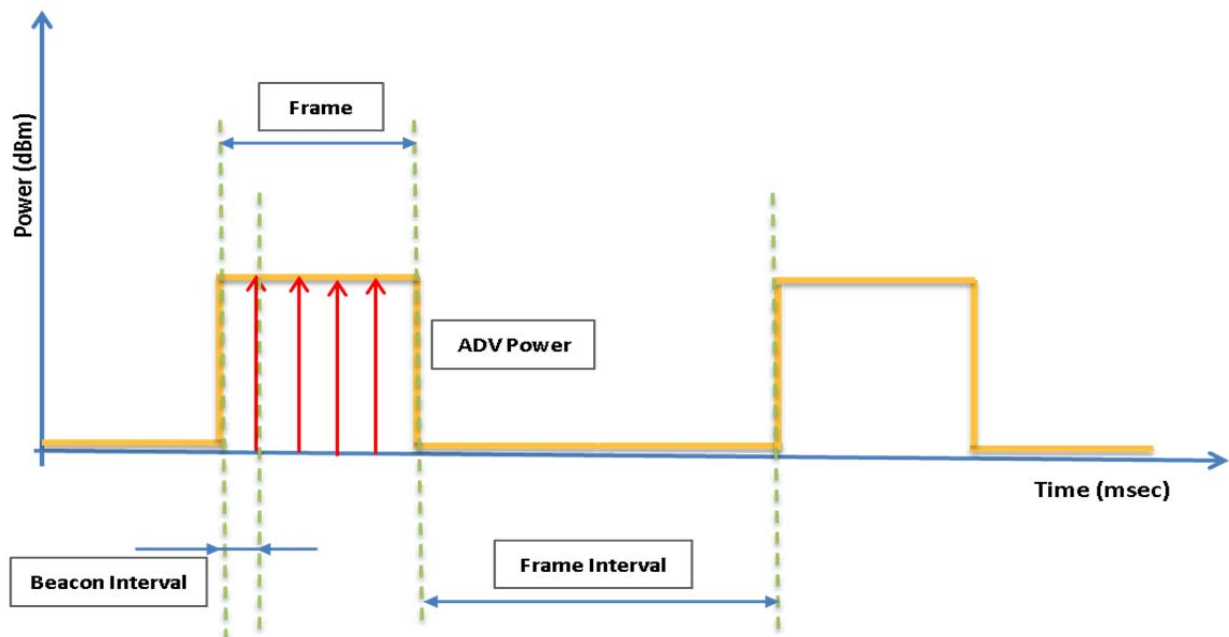 Frame
Power (dBm)
ADV Power
Time (msec)
Beacon Interval
Frame Interval